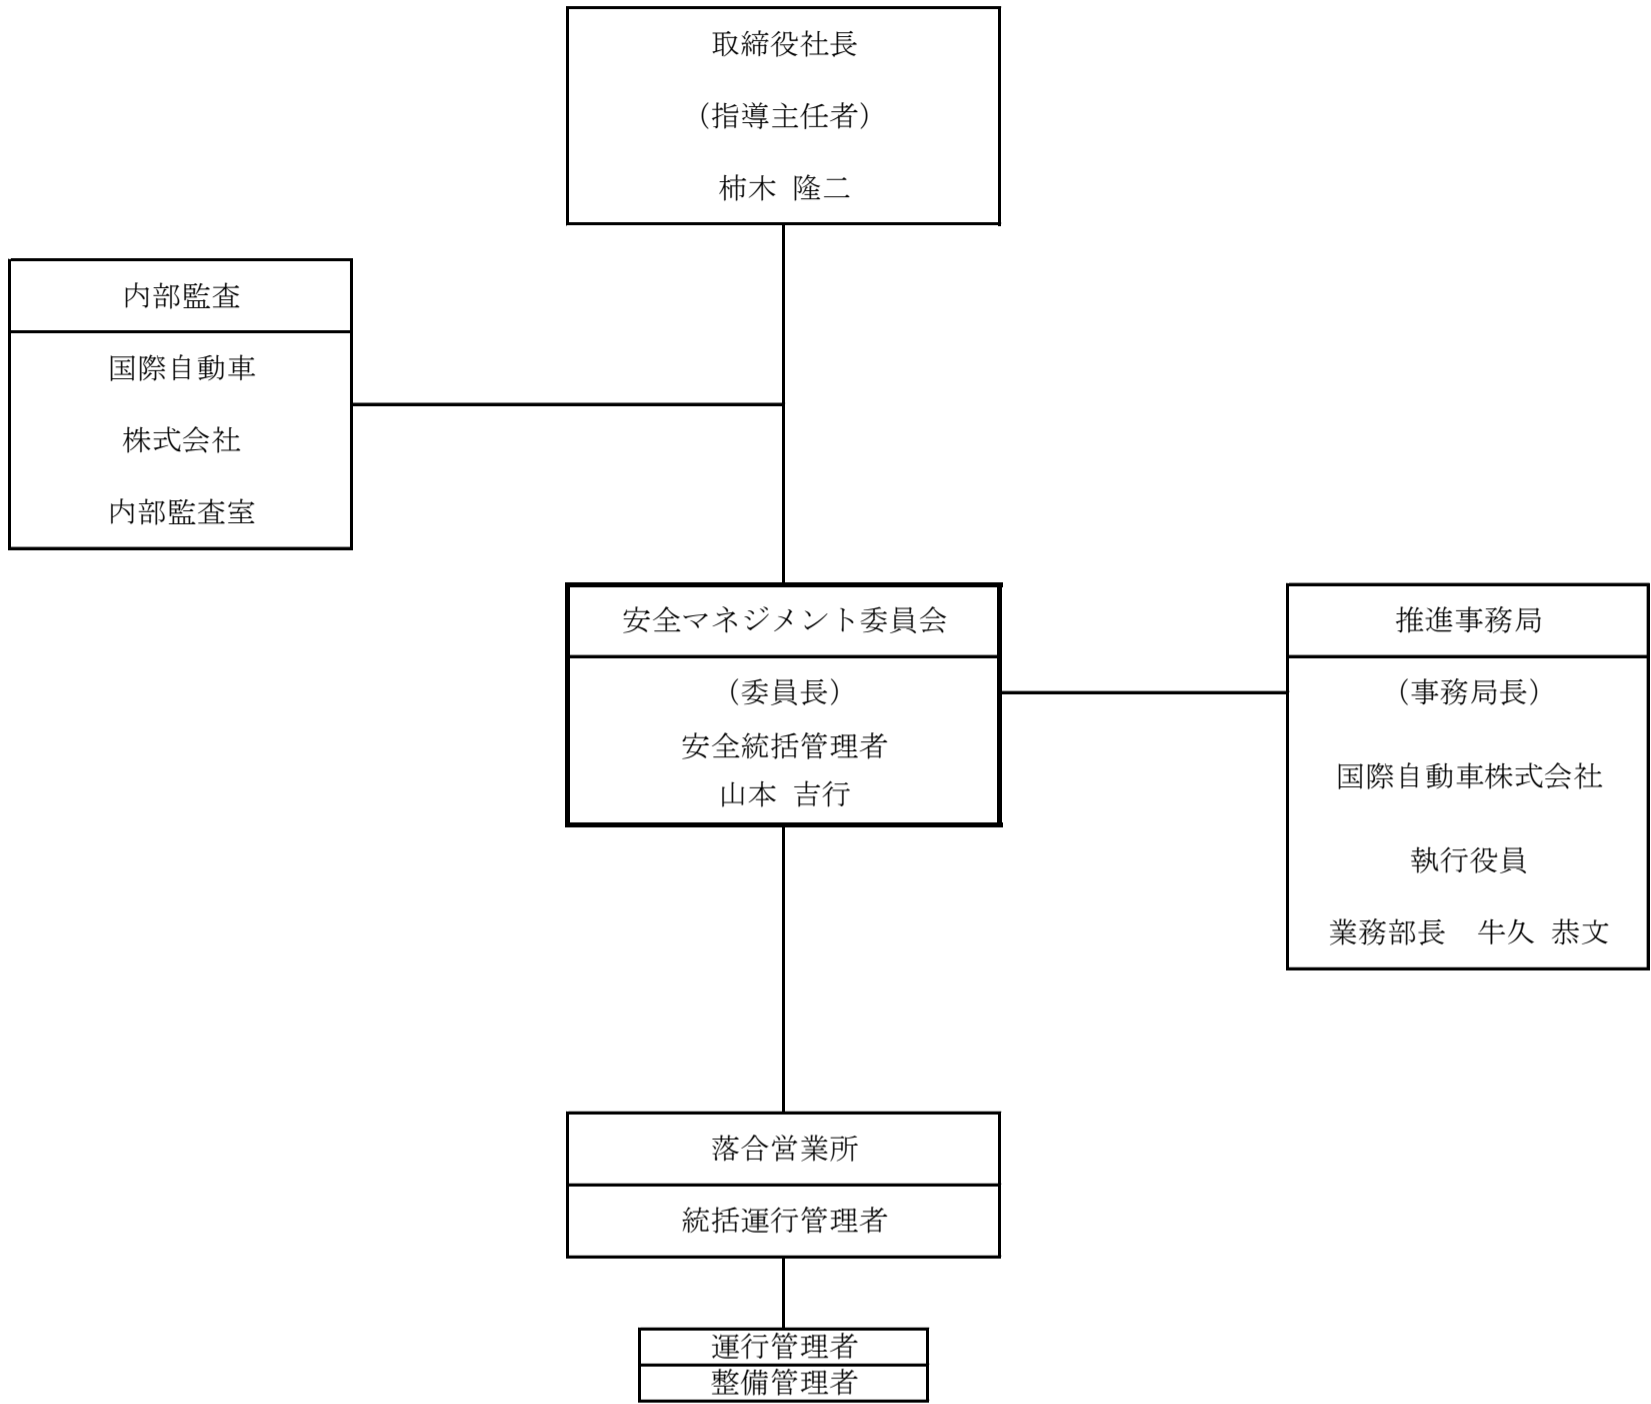 取締役社長
（指導主任者）
柿木 隆二
内部監査
国際自動車
株式会社
内部監査室
安全マネジメント委員会
（委員長）
安全統括管理者
山本 吉行
推進事務局
（事務局長）
国際自動車株式会社
執行役員
業務部長　牛久 恭文
落合営業所
統括運行管理者
運行管理者
整備管理者